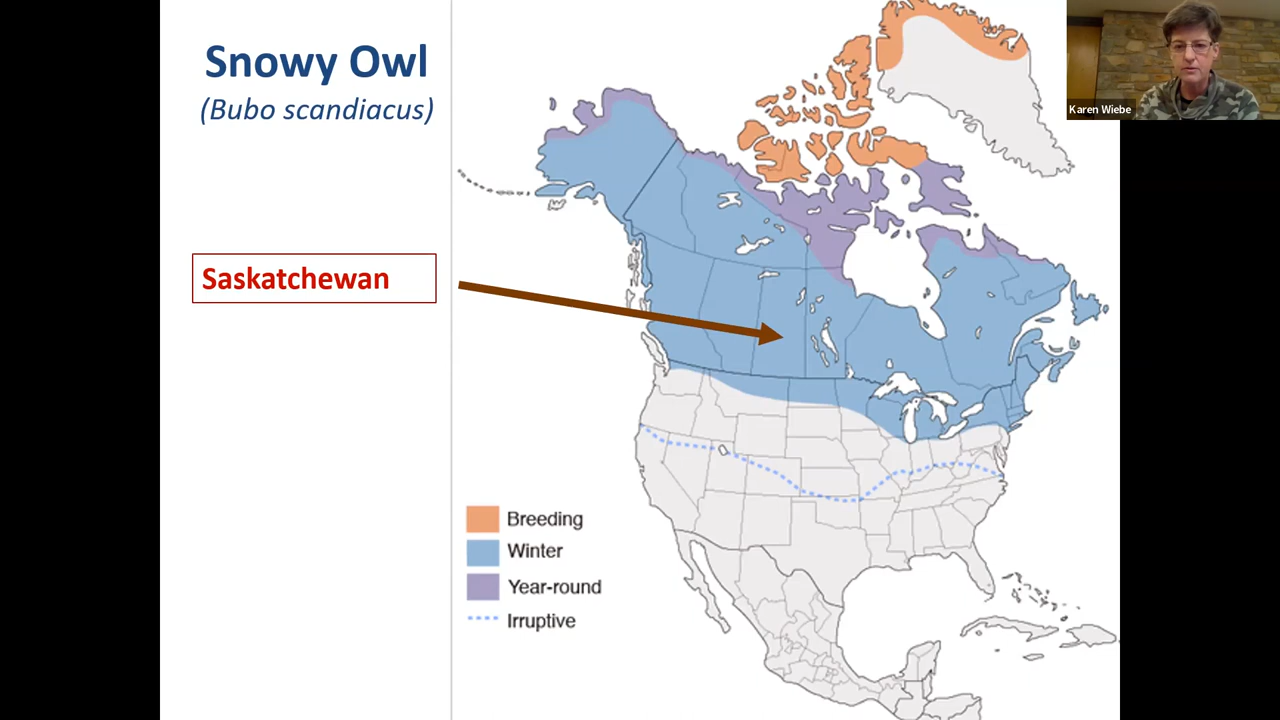 Snowy Owl
(Bubo scandiacus)
Karen Wiebe
Saskatchewan
Breeding
Winter
Year-round
Irruptive